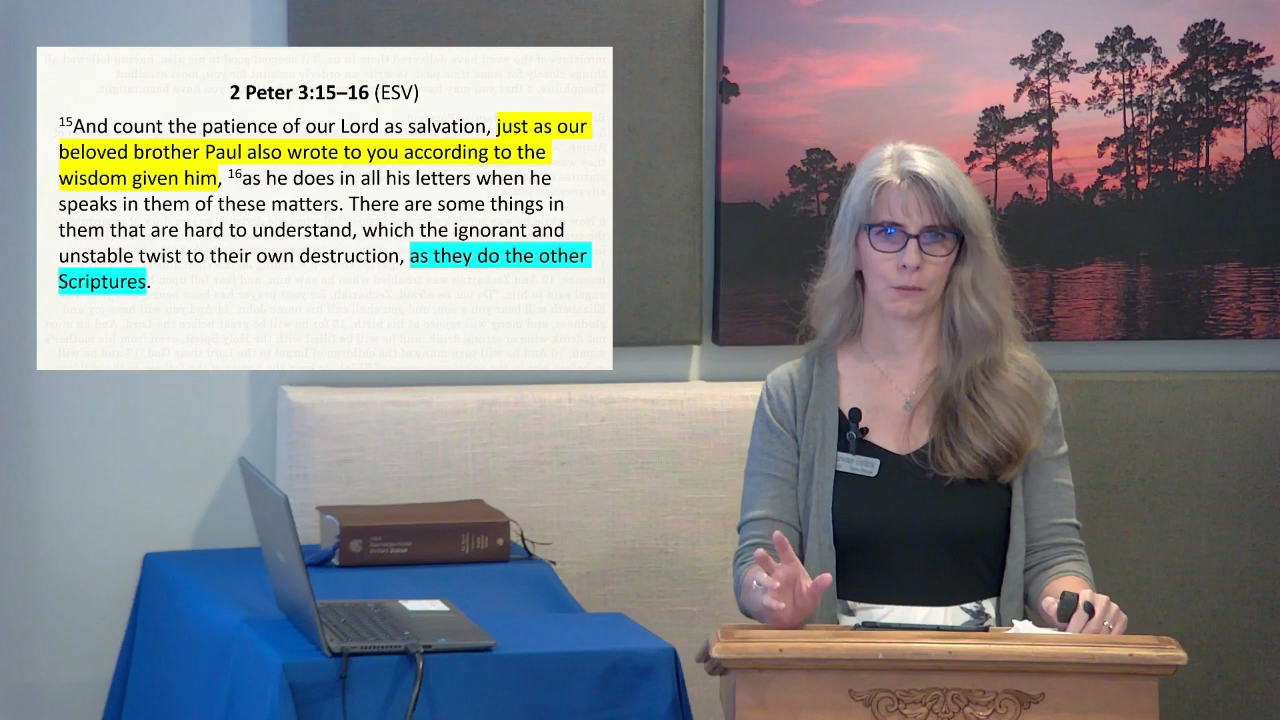 2 Peter 3:15–16 (ESV)
¹⁵And count the patience of our Lord as salvation, just as our
beloved brother Paul also wrote to you according to the
wisdom given him, ¹⁶as he does in all his letters when he
speaks in them of these matters. There are some things in
them that are hard to understand, which the ignorant and
unstable twist to their own destruction, as they do the other
Scriptures.